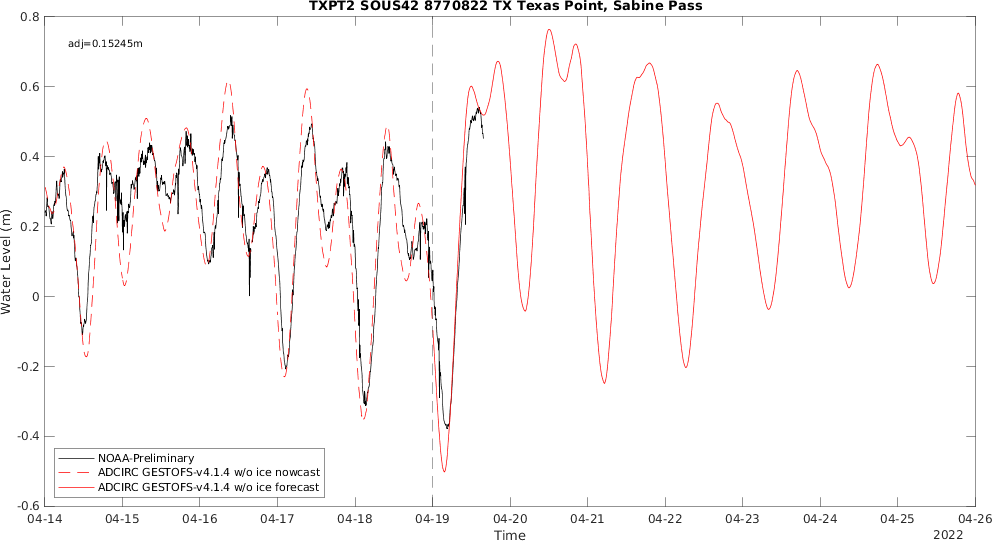 TXPT2 SOUS42 8770822 TX Texas Point, Sabine Pass
adj=0.15245m
0.8
0.6
0.4
0.2
0
-0.2
-0.4
-0.6
Water Level (m)
NOAA-Preliminary
ADCIRC GESTOFS-v4.1.4 w/o ice nowcast
ADCIRC GESTOFS-v4.1.4 w/o ice forecast
04-14 04-15 04-16 04-17 04-18 04-19 04-20 04-21 04-22 04-23 04-24 04-25 04-26
Time
2022